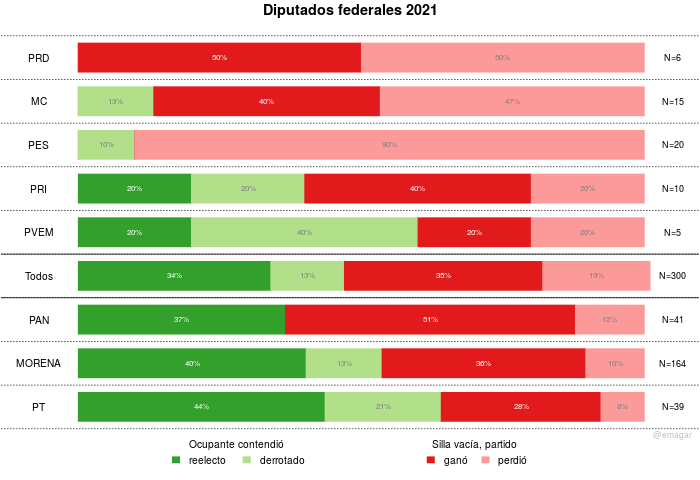 Diputados federales 2021
PRD 50% 50% N=6
MC 13% 40% 47% N=15
PES 10% 90% N=20
PRI 20% 20% 40% 20% N=10
PVEM 20% 40% 20% 20% N=5
Todos 34% 13% 35% 19% N=300
PAN 37% 51% 12% N=41
MORENA 40% 13% 36% 10% N=164
PT 44% 21% 28% 8% N=39
@emagar
Ocupante contendió Silla vacía, partido
reelecto derrotado ganó perdió